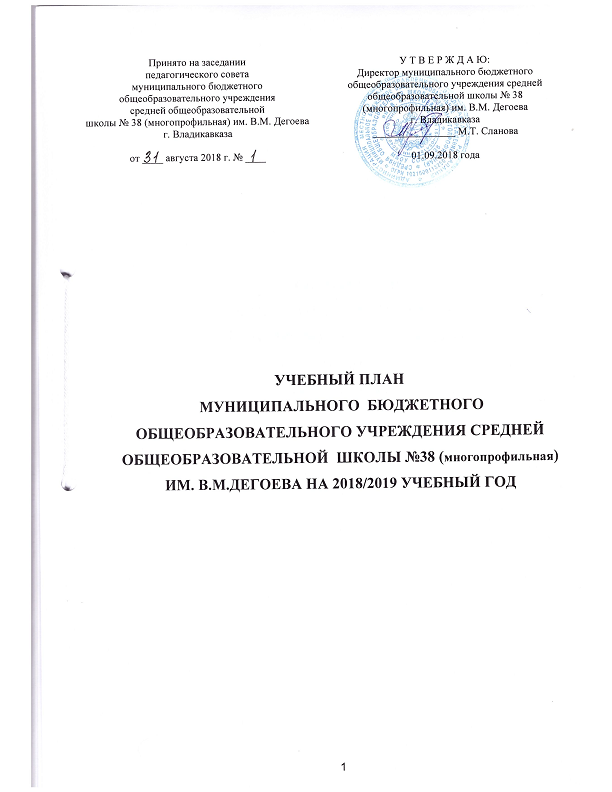 Принято на заседании
педагогического совета
муниципального бюджетного
общеобразовательного учреждения
средней общеобразовательной
школы № 38 (многопрофильная) им. В.М. Дегоева
г. Владикавказа
от 31 августа 2018 г. № 1
У Т В Е Р Ж Д А Ю:
Директор муниципального бюджетного
общеобразовательного учреждения средней
общеобразовательной школы № 38
(многопрофильная) им. В.М. Дегоева
г. Владикавказа
М.Т. Сланова
01.09.2018 года
УЧЕБНЫЙ ПЛАН
МУНИЦИПАЛЬНОГО БЮДЖЕТНОГО
ОБЩЕОБРАЗОВАТЕЛЬНОГО УЧРЕЖДЕНИЯ СРЕДНЕЙ
ОБЩЕОБРАЗОВАТЕЛЬНОЙ ШКОЛЫ №38 (многопрофильная)
ИМ. В.М.ДЕГОЕВА НА 2018/2019 УЧЕБНЫЙ ГОД
1